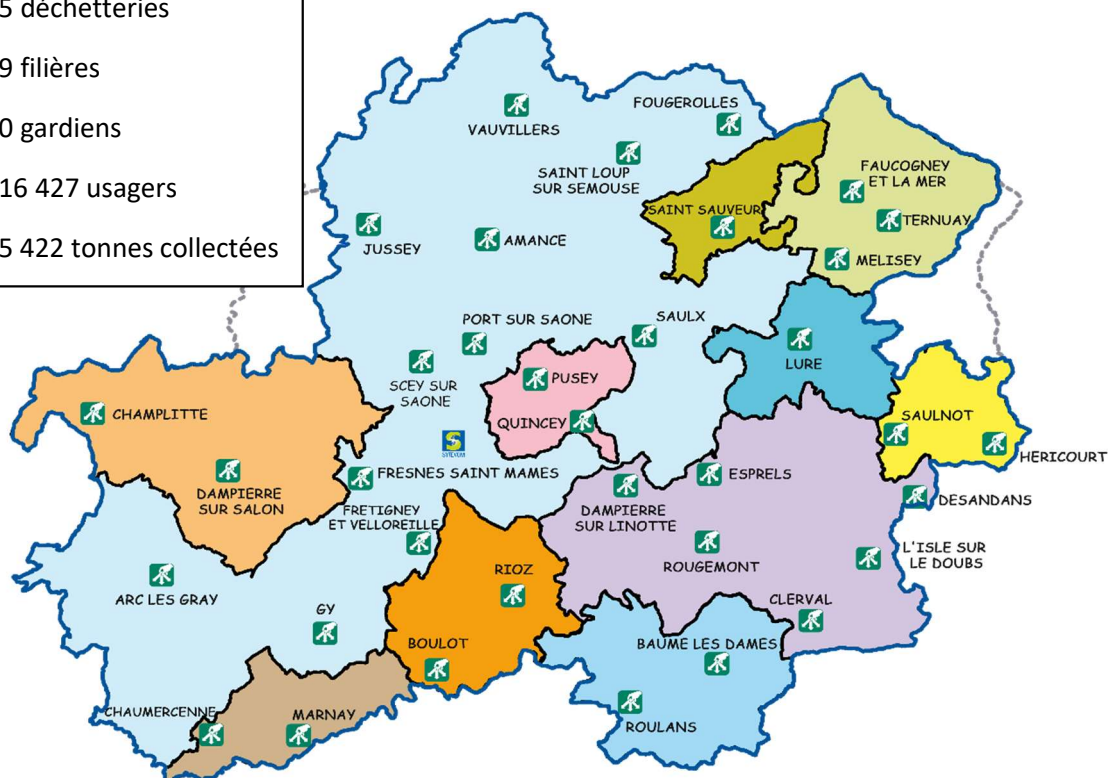 5 déchetteries
9 filières
0 gardiens
16 427 usagers
5 422 tonnes collectées
FOUGEROLLES
VAUVILLERS
SAINT LOUP
SUR SEMOUSE
FAUCOGNEY
ET LA MER
SAINT SAUVEUR
TERNUAY
JUSSEY
AMANCE
MELISEY
PORT SUR SAONE
SAULX
LURE
SCEY SUR
SAONE
PUSEY
CHAMPLITTE
QUINCEY
SAULNOT
HERICOURT
SYTEVOM
FRESNES SAINT MAMES
ESPRELS
DAMPIERRE
SUR SALON
FRETIGNEY
ET VELLOREILLE
DAMPIERRE
SUR LINOTTE
DESANDANS
L'ISLE SUR
LE DOUBS
ROUGEMONT
RIOZ
ARC LES GRAY
CLERVAL
GY
BOULOT
BAUME LES DAMES
CHAUMERCENNE
MARNAY
ROULANS